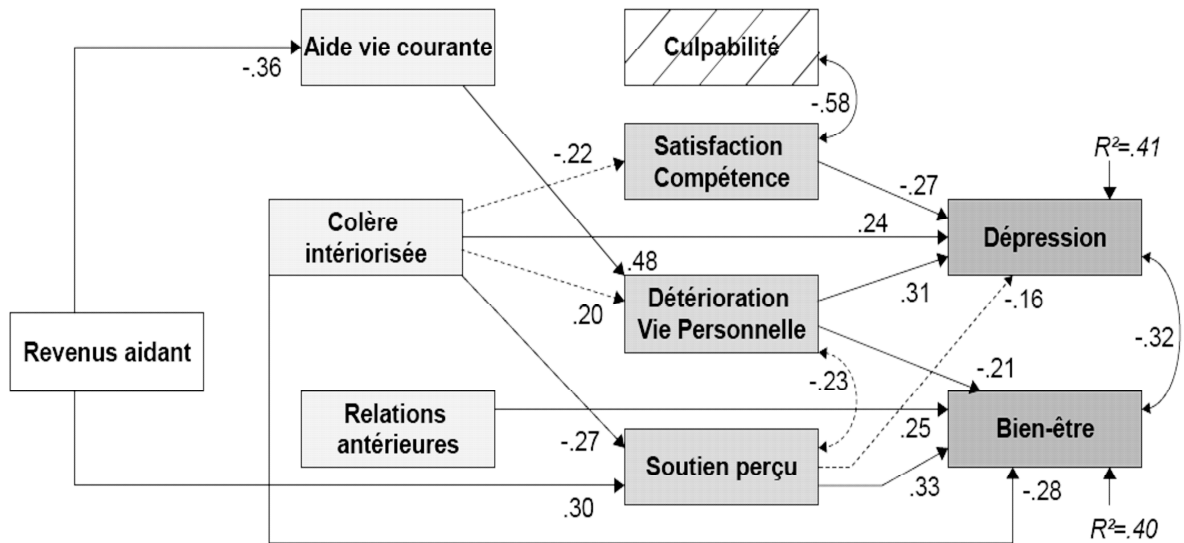 Aide vie courante
Culpabilité
-.36
-.58
Satisfaction
Compétence
R²=.41
-.22
-.27
Colère
intériorisée
.24
Dépression
.48
.20
Détérioration
Vie Personnelle
.31
-.16
Revenus aidant
-.32
-.23
-.21
Relations
antérieures
-.27
.25
Bien-être
Soutien perçu
.30
.33
-.28
R²=.40